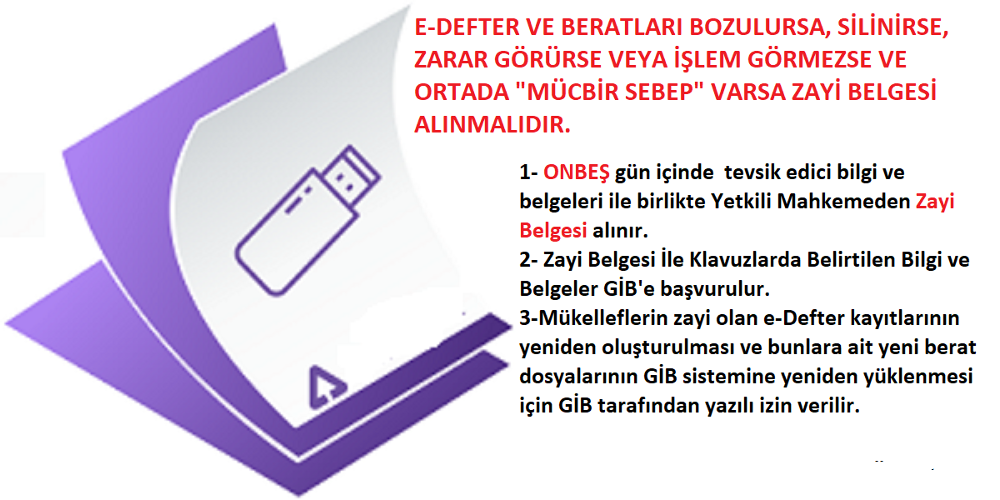 E-DEFTER VE BERATLARI BOZULURSA, SİLİNİRSE,
ZARAR GÖRÜRSE VEYA İŞLEM GÖRMEZSE VE
ORTADA "MÜCBİR SEBEP" VARSA ZAYİ BELGESİ
ALINMALIDIR.
1- ONBEŞ gün içinde tevsik edici bilgi ve
belgeleri ile birlikte Yetkili Mahkemeden Zayi
Belgesi alınır.
2- Zayi Belgesi İle Klavuzlarda Belirtilen Bilgi ve
Belgeler GİB'e başvurulur.
3-Mükelleflerin zayi olan e-Defter kayıtlarının
yeniden oluşturulması ve bunlara ait yeni berat
dosyalarının GİB sistemine yeniden yüklenmesi
için GİB tarafından yazılı izin verilir.